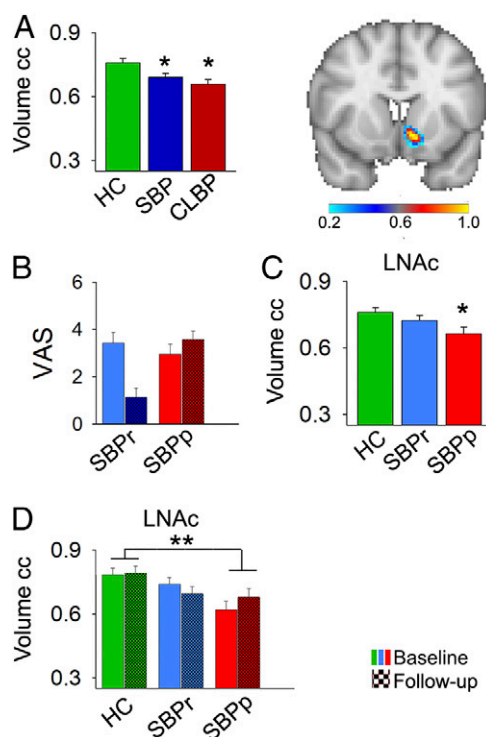 A
Volume cc
0.9
0.6
0.3
* *
HC SBP CLBP
0.2 0.6 1.0
B
VAS
6
4
2
0
SBPr SBPp
C
LNAc
Volume cc
0.9
0.6
0.3
*
HC SBPr SBPp
D
LNAc
**
Volume cc
0.9
0.6
0.3
HC SBPr SBPp
Baseline
Follow-up